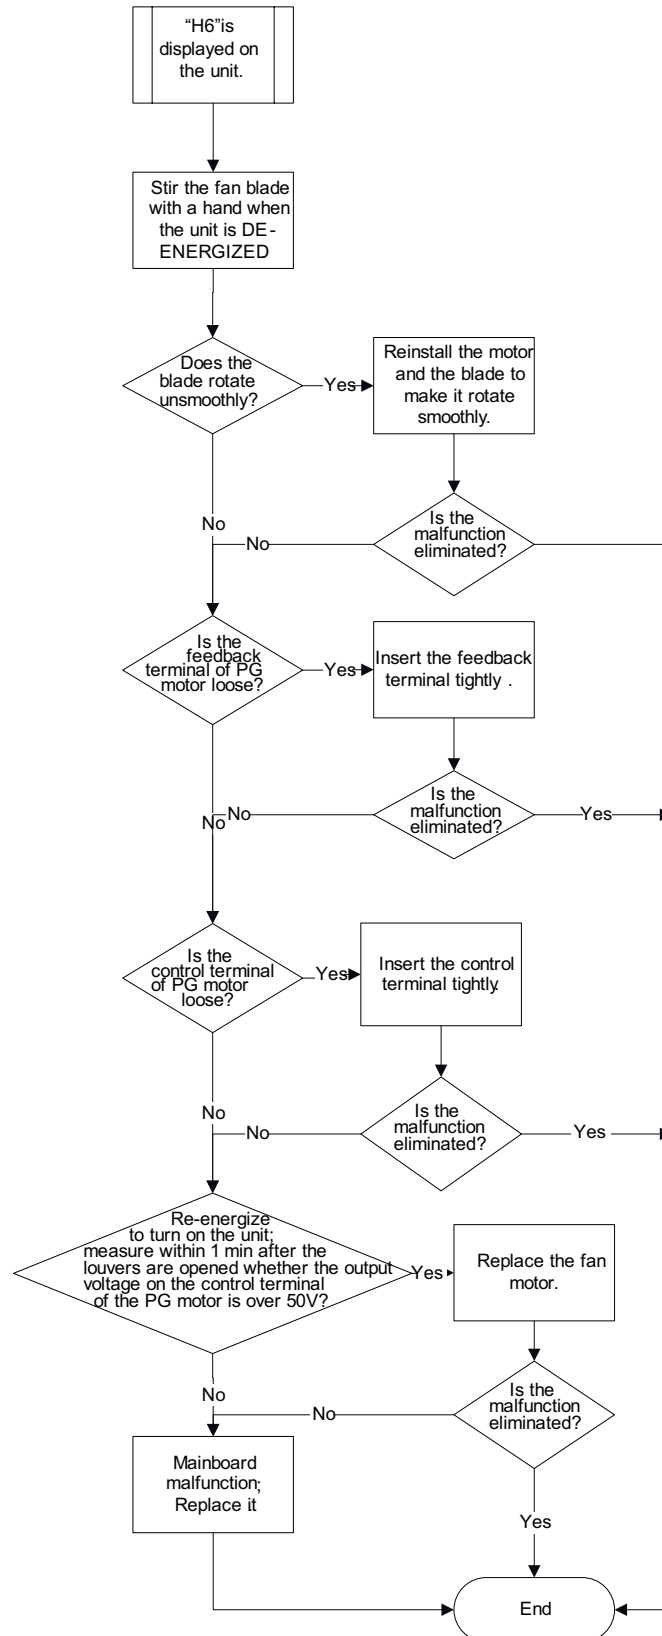 “H6”is
displayed on
the unit.
Stir the fan blade
with a hand when
the unit is DE-
ENERGIZED
Does the
blade rotate
unsmoothly?
Yes
Reinstall the motor
and the blade to
make it rotate
smoothly.
No
Is the
malfunction
eliminated?
No
Is the
feedback
terminal of PG
motor loose?
Yes
Insert the feedback
terminal tightly .
Is the
malfunction
eliminated?
No
Yes
No
Is the
control terminal
of PG motor
loose?
Yes
Insert the control
terminal tightly.
No
Is the
malfunction
eliminated?
No
Yes
Re-energize
to turn on the unit;
measure within 1 min after the
louvers are opened whether the output
voltage on the control terminal
of the PG motor is over 50V?
Yes
Replace the fan
motor.
No
Is the
malfunction
eliminated?
No
Mainboard
malfunction;
Replace it
Yes
End